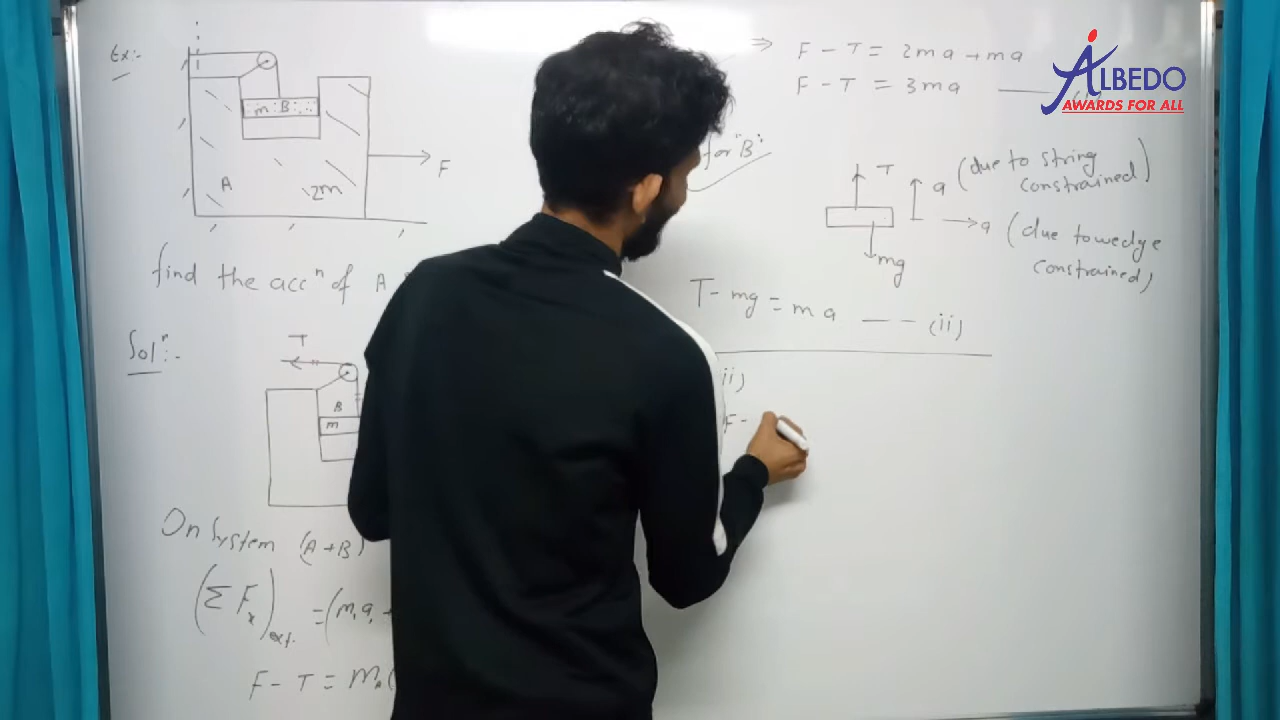 Ex:-
m B
A
2m
F
find the accⁿ of A
Solⁿ:-
T
B
m
On System (A+B)
(Σ Fx)ext. = (m₁a₁ +
F - T = mA(
⇒ F - T = 2ma + ma
F - T = 3ma
for "B":
T
a (due to string constrained)
a (due to wedge constrained)
mg
T - mg = ma —— (ii)
ii)
F -
ALBEDO
AWARDS FOR ALL